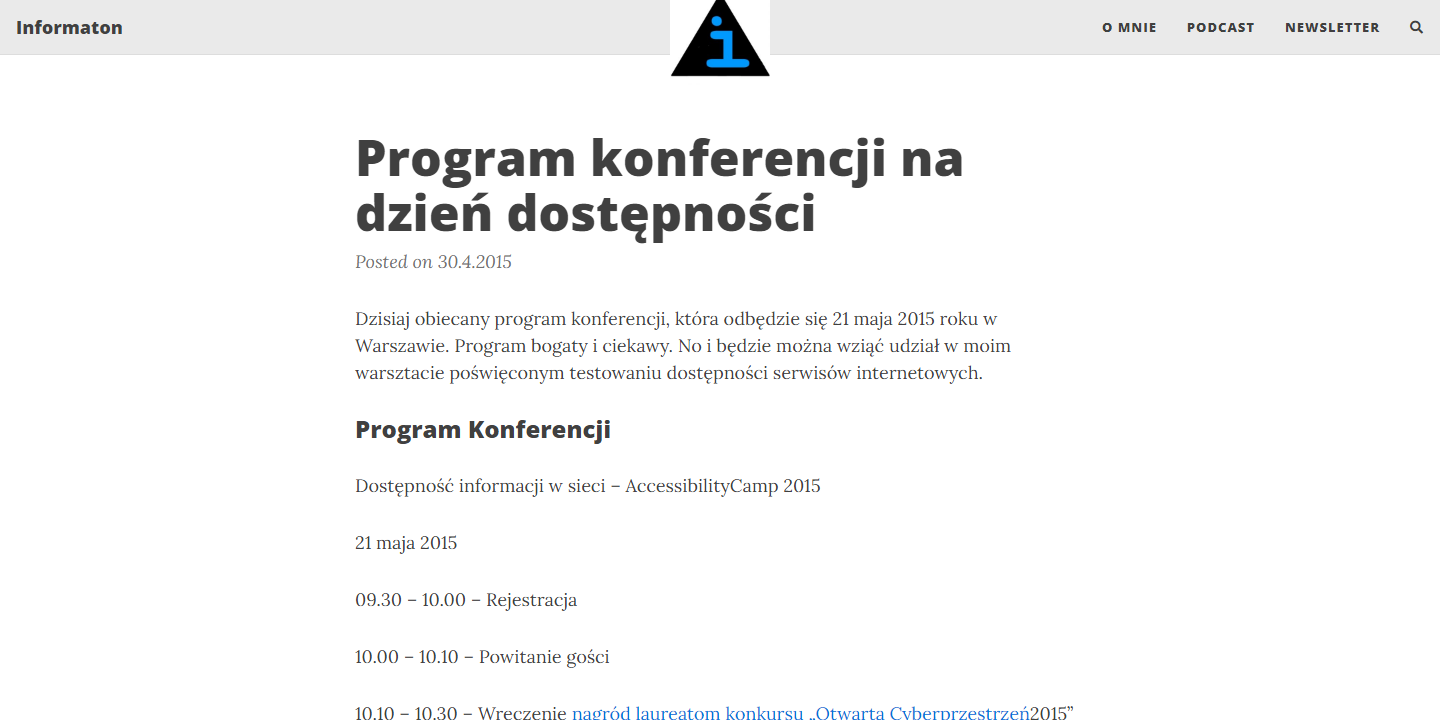 Informaton
i
O MNIE
PODCAST
NEWSLETTER
Program konferencji na
dzień dostępności
Posted on 30.4.2015
Dzisiaj obiecany program konferencji, która odbędzie się 21 maja 2015 roku w
Warszawie. Program bogaty i ciekawy. No i będzie można wziąć udział w moim
warsztacie poświęconym testowaniu dostępności serwisów internetowych.
Program Konferencji
Dostępność informacji w sieci – AccessibilityCamp 2015
21 maja 2015
09.30 – 10.00 – Rejestracja
10.00 – 10.10 – Powitanie gości
10.10 – 10.30 – Wręczenie nagród laureatom konkursu „Otwarta Cyberprzestrzeń2015”